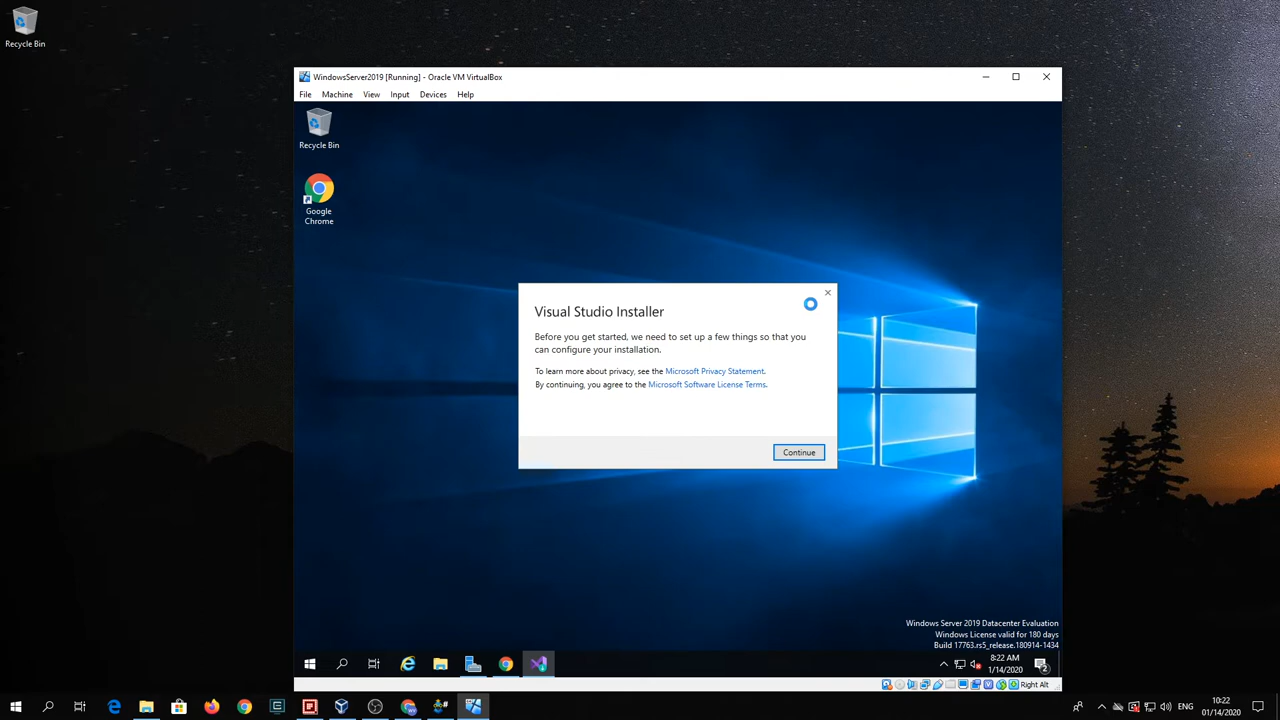 Recycle Bin
WindowsServer2019 [Running] - Oracle VM VirtualBox
File Machine View Input Devices Help
Recycle Bin
Google
Chrome
Visual Studio Installer
Before you get started, we need to set up a few things so that you
can configure your installation.
To learn more about privacy, see the Microsoft Privacy Statement.
By continuing, you agree to the Microsoft Software License Terms.
Continue
Windows Server 2019 Datacenter Evaluation
Windows License valid for 180 days
Build 17763.rs5_release.180914-1434
8:22 AM
1/14/2020
2
Right Alt
ENG
10:22
01/14/2020